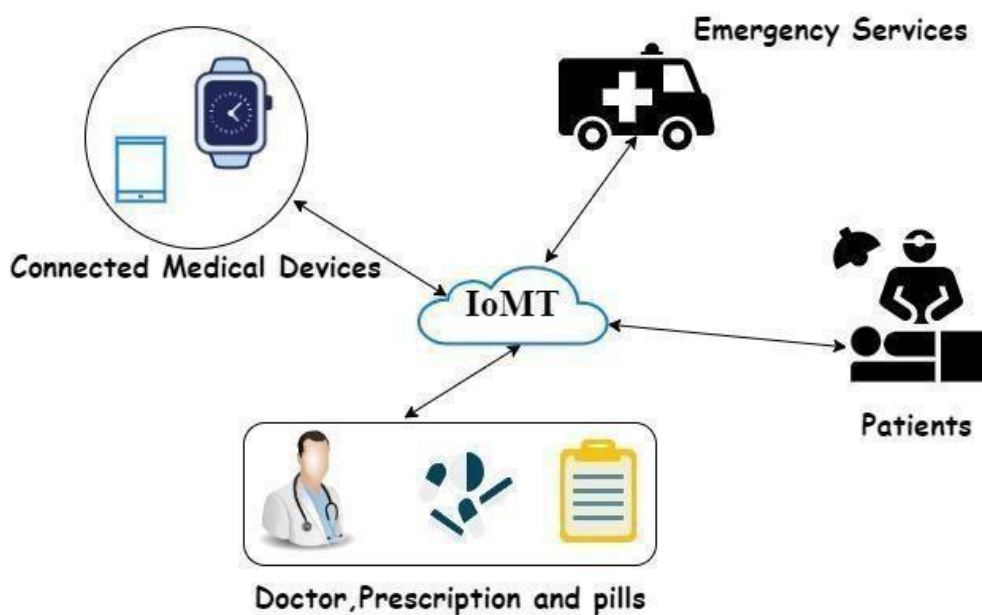 Emergency Services
Connected Medical Devices
IoMT
Patients
Doctor,Prescription and pills